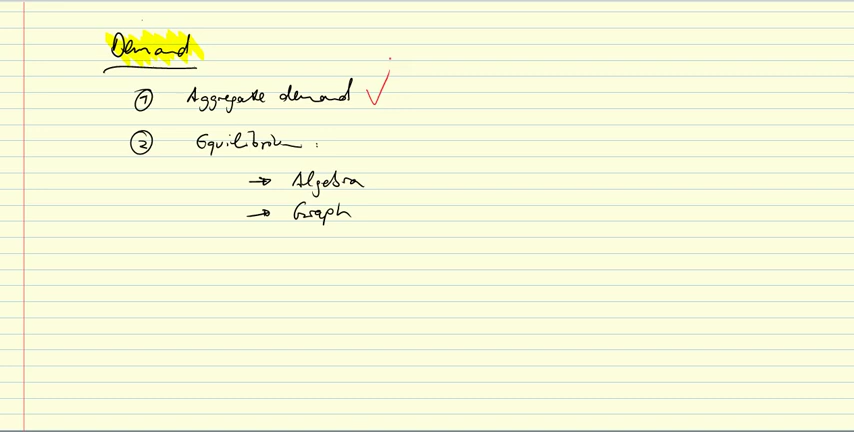 Demand
① Aggregate demand ✓
② Equilibrium :
→ Algebra
→ Graph